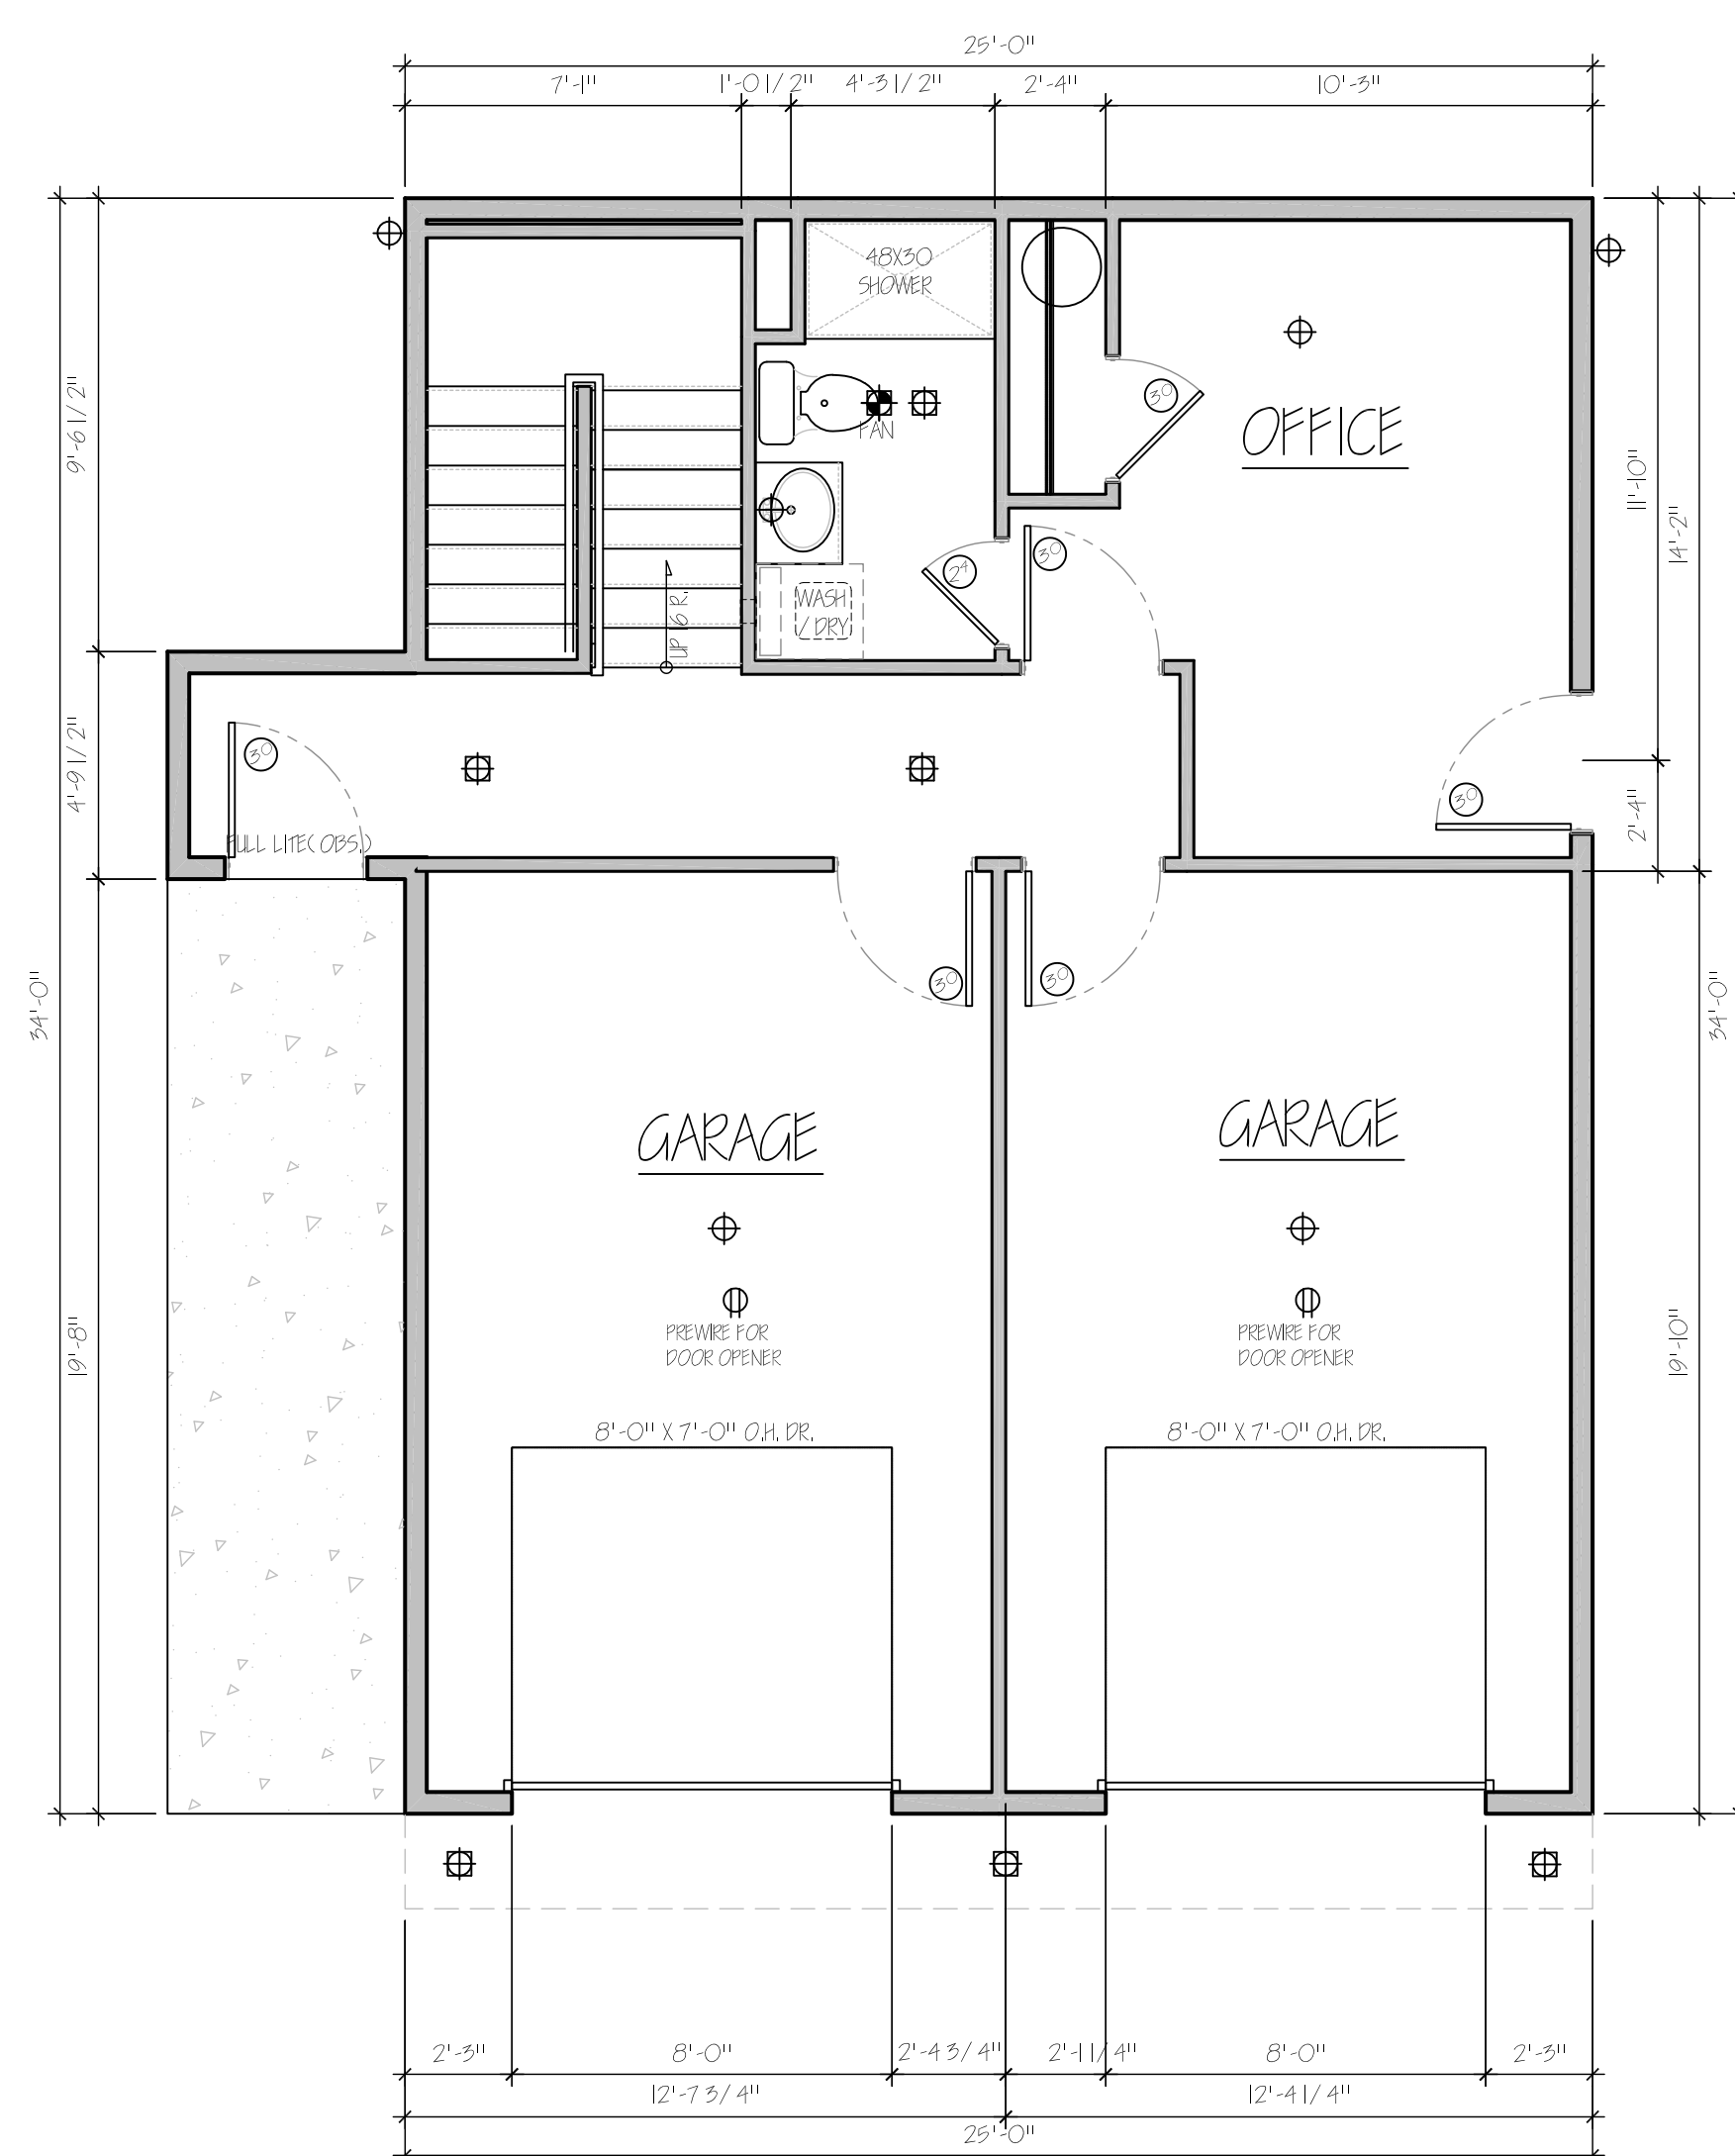 25'-0"
7'-1"
1'-0 1/2"
4'-3 1/2"
2'-4"
10'-3"
48X30
SHOWER
30
OFFICE
FAN
9'-6 1/2"
11'-10"
14'-2"
30
24
WASH
/ DRY
UP 16 R.
30
4'-9 1/2"
30
2'-4"
FULL LITE( OBS.)
30
30
34'-0"
34'-0"
GARAGE
GARAGE
PREWIRE FOR
DOOR OPENER
PREWIRE FOR
DOOR OPENER
19'-8"
19'-10"
8'-0" X 7'-0" O.H. DR.
8'-0" X 7'-0" O.H. DR.
2'-3"
8'-0"
2'-4 3/4"
2'-1 1/4"
8'-0"
2'-3"
12'-7 3/4"
12'-4 1/4"
25'-0"